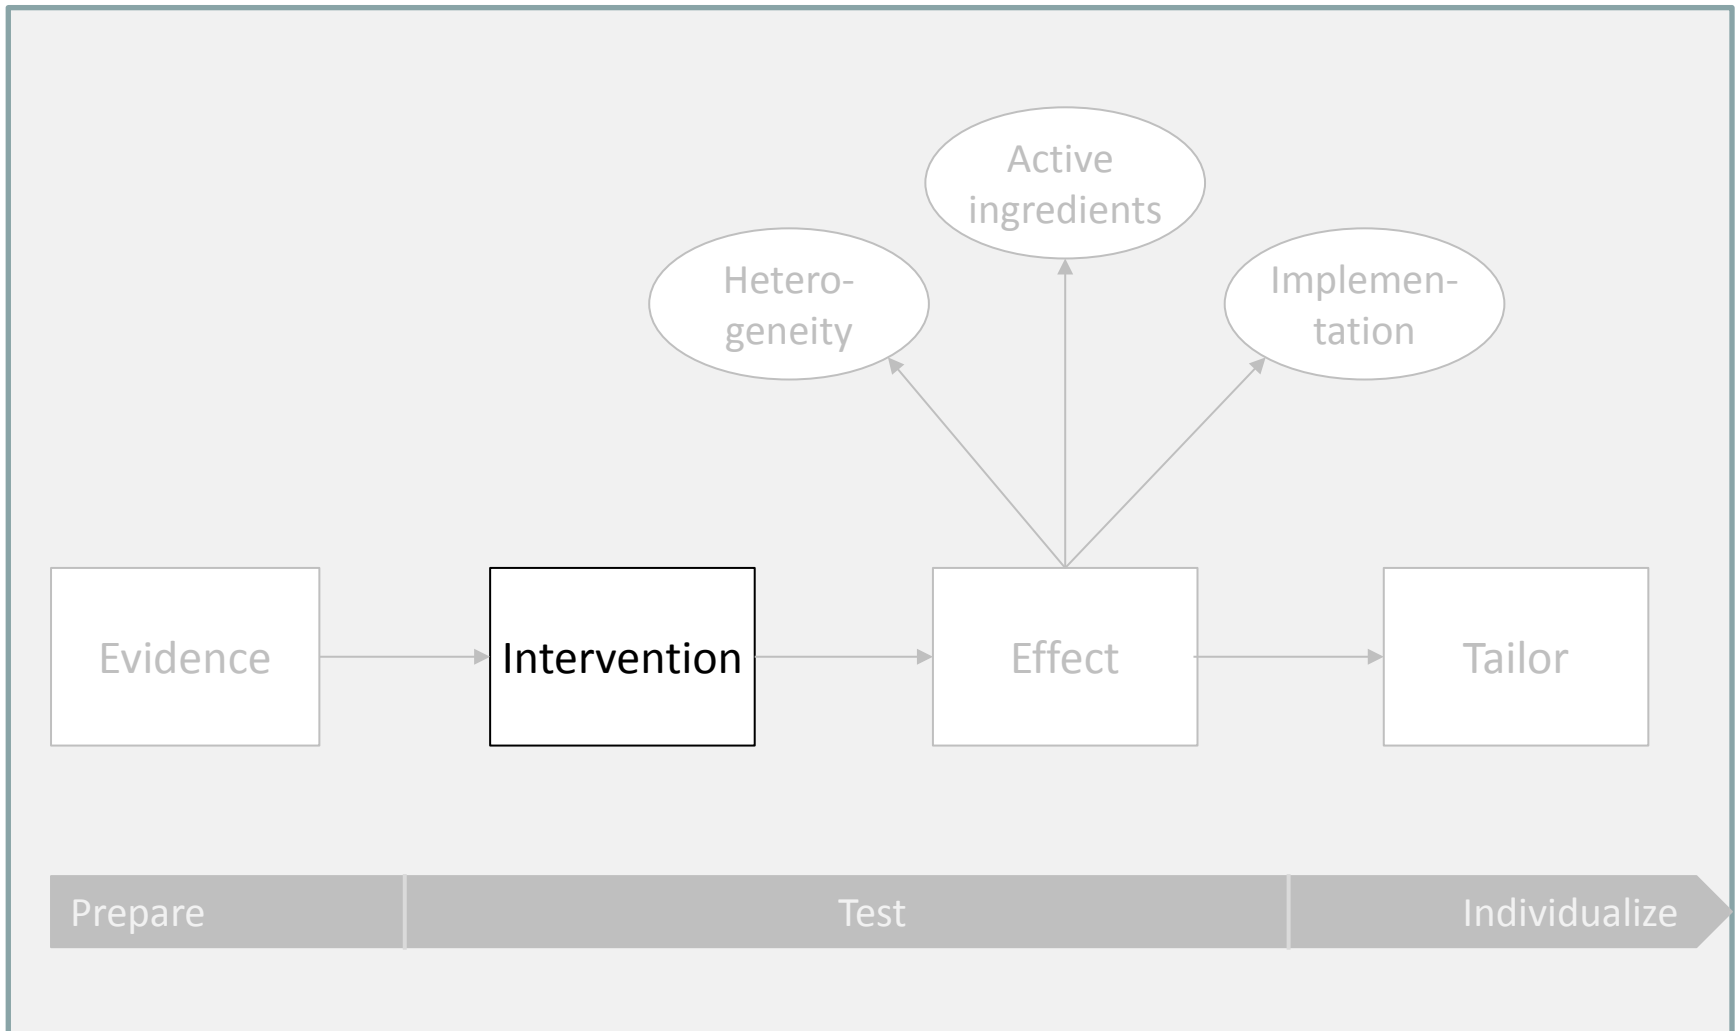 Active
ingredients
Hetero-
geneity
Implemen-
tation
Evidence
Intervention
Effect
Tailor
Prepare
Test
Individualize